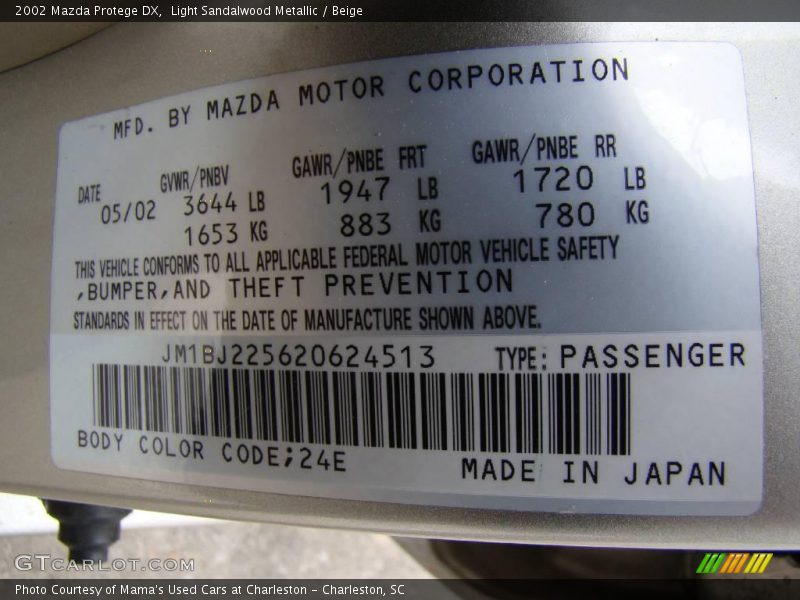 2002 Mazda Protege DX,  Light Sandalwood Metallic / Beige
MFD. BY MAZDA MOTOR CORPORATION
DATE GVWR/PNBV GAWR/PNBE FRT GAWR/PNBE RR
05/02 3644 LB 1947 LB 1720 LB
1653 KG 883 KG 780 KG
THIS VEHICLE CONFORMS TO ALL APPLICABLE FEDERAL MOTOR VEHICLE SAFETY
,BUMPER,AND THEFT PREVENTION
STANDARDS IN EFFECT ON THE DATE OF MANUFACTURE SHOWN ABOVE.
JM1BJ225620624513 TYPE: PASSENGER
BODY COLOR CODE;24E
MADE IN JAPAN
GTCARLOT.COM
Photo Courtesy of Mama's Used Cars at Charleston - Charleston, SC